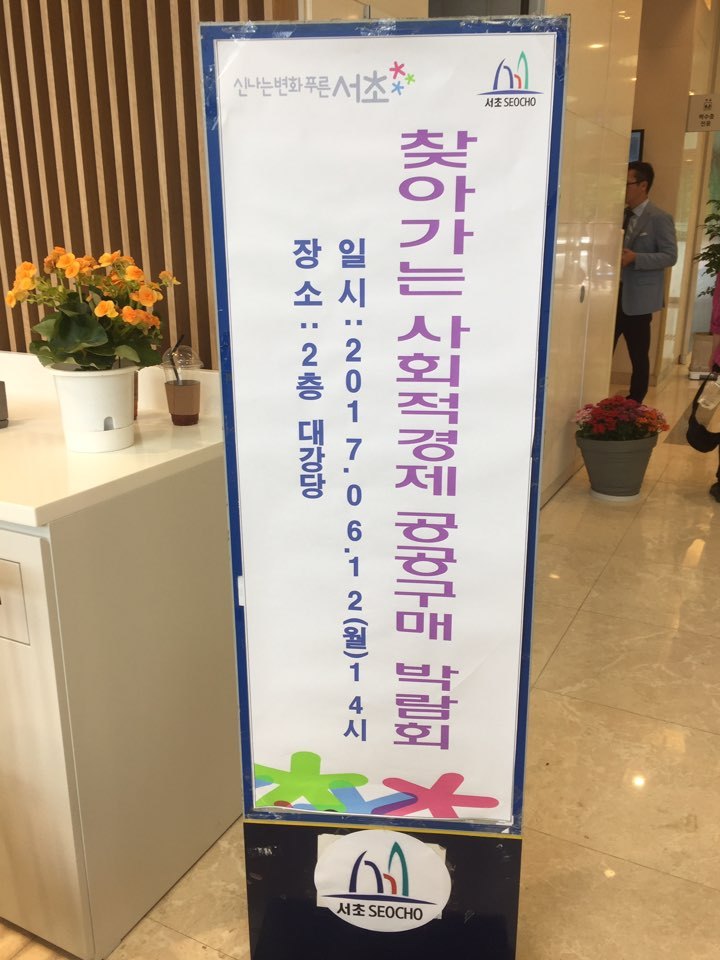 신나는 변화 푸른 서초
서초 SEOCHO
찾아가는 사회적경제 공공구매 박람회
일시 : 2017.06.12(월)14시
장소 : 2층 대강당
서초 SEOCHO